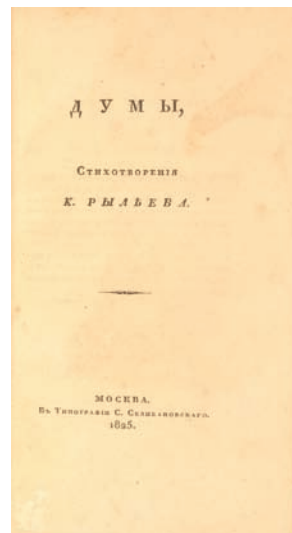 ДУМЫ,
Стихотворенія
К. РЫЛѢЕВА.
МОСКВА.
Въ Типографіи С. Селивановскаго.
1825.